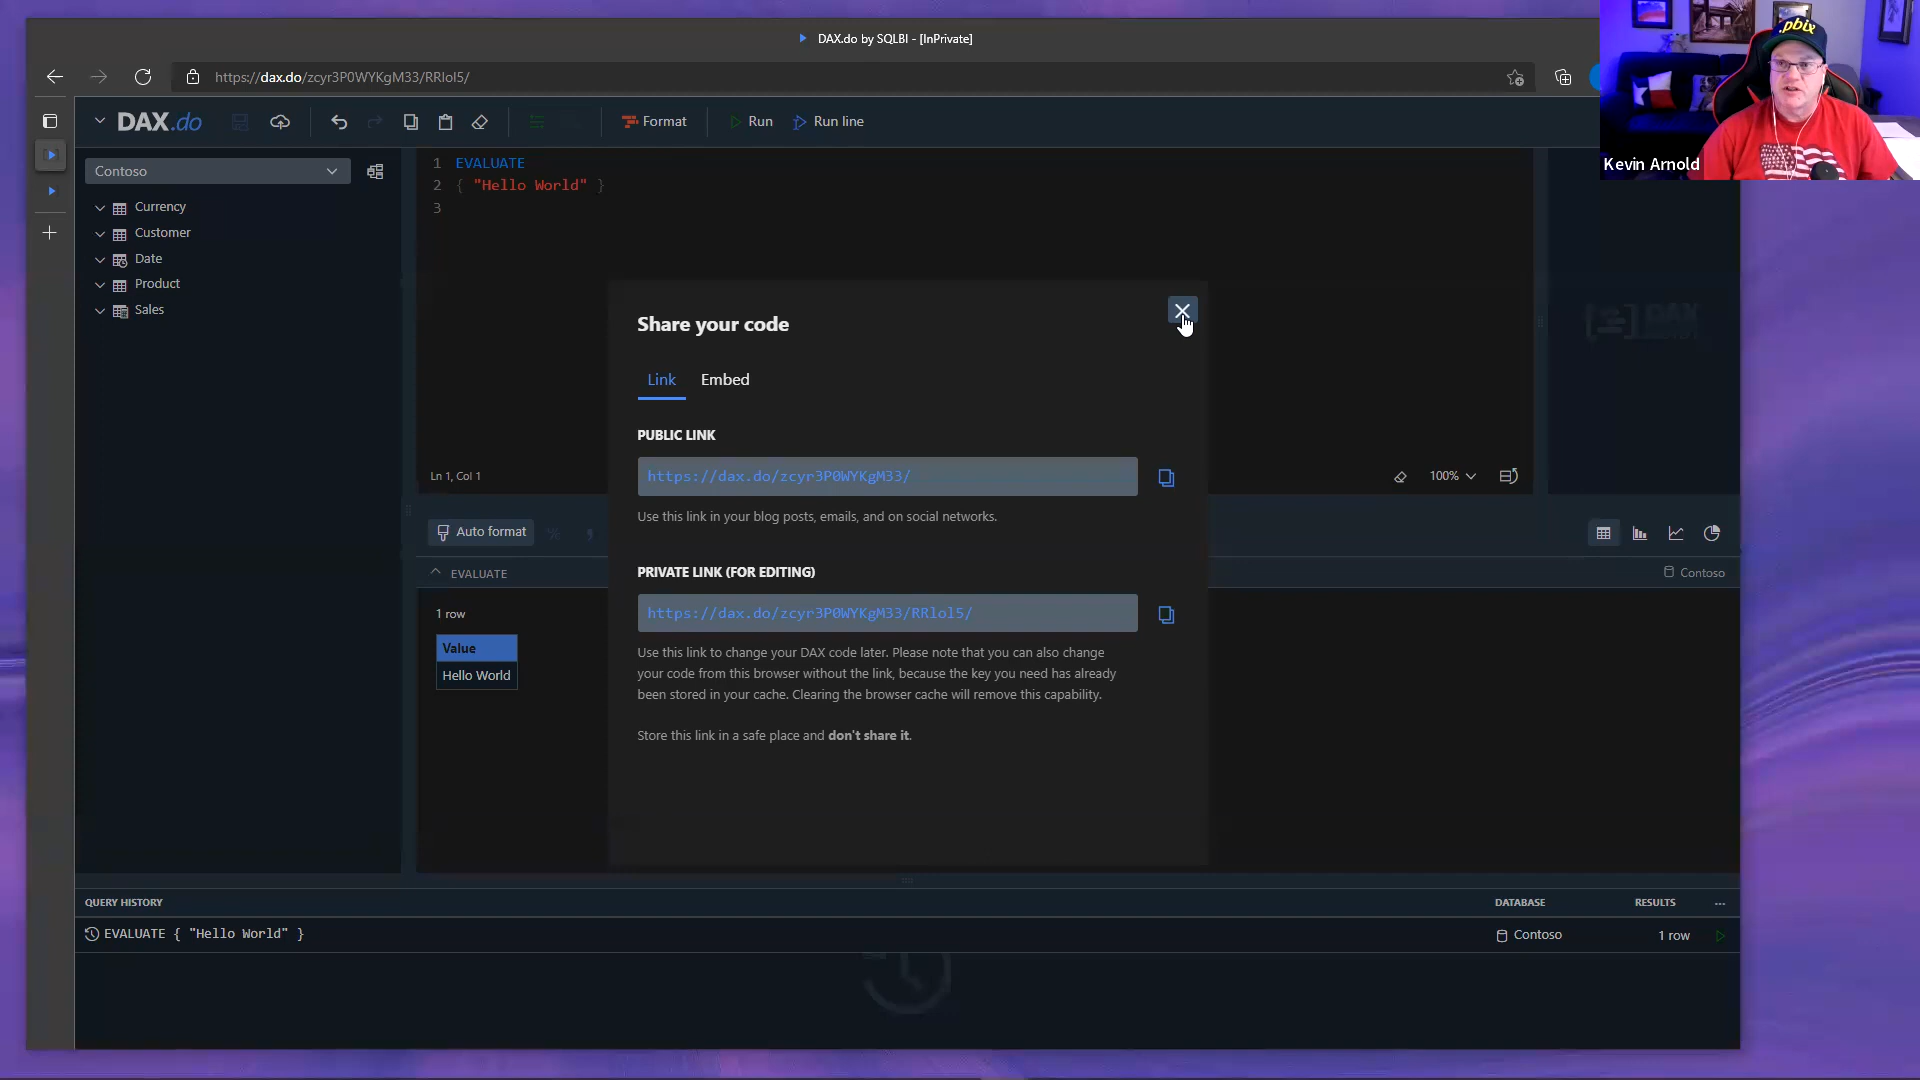 DAX.do by SQLBI - [InPrivate]
https://dax.do/zcyr3P0WYKgM33/RRlol5/
.pbix
Kevin Arnold
DAX.do
Format
Run
Run line
Contoso
Currency
Customer
Date
Product
Sales
1 EVALUATE
2 { "Hello World" }
3
DAX
Share your code
Link
Embed
PUBLIC LINK
https://dax.do/zcyr3P0WYKgM33/
Use this link in your blog posts, emails, and on social networks.
PRIVATE LINK (FOR EDITING)
https://dax.do/zcyr3P0WYKgM33/RRlol5/
Use this link to change your DAX code later. Please note that you can also change
your code from this browser without the link, because the key you need has already
been stored in your cache. Clearing the browser cache will remove this capability.
Store this link in a safe place and don't share it.
Ln 1, Col 1
100%
Auto format
EVALUATE
Contoso
1 row
Value
Hello World
QUERY HISTORY
DATABASE
RESULTS
...
EVALUATE { "Hello World" }
Contoso
1 row